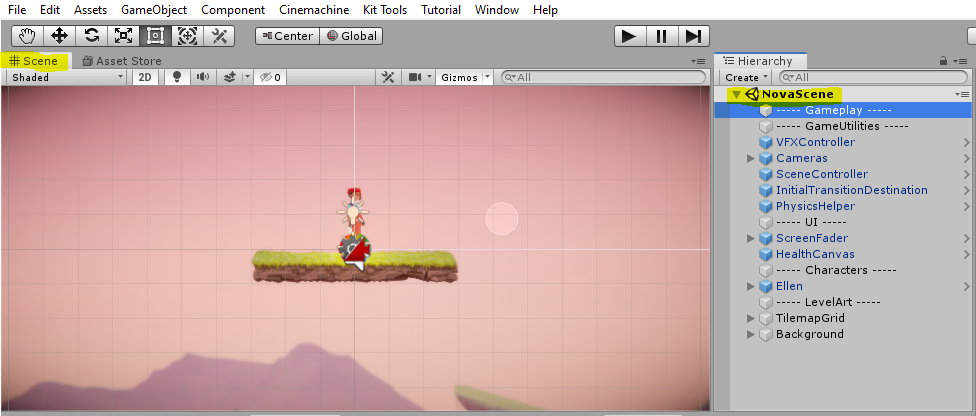 File Edit Assets GameObject Component Cinemachine Kit Tools Tutorial Window Help
Center Global
Scene Asset Store
Shaded 2D 0 Gizmos All
Hierarchy
Create All
NovaScene
----- Gameplay -----
----- GameUtilities -----
VFXController
Cameras
SceneController
InitialTransitionDestination
PhysicsHelper
----- UI -----
ScreenFader
HealthCanvas
----- Characters -----
Ellen
----- LevelArt -----
TilemapGrid
Background